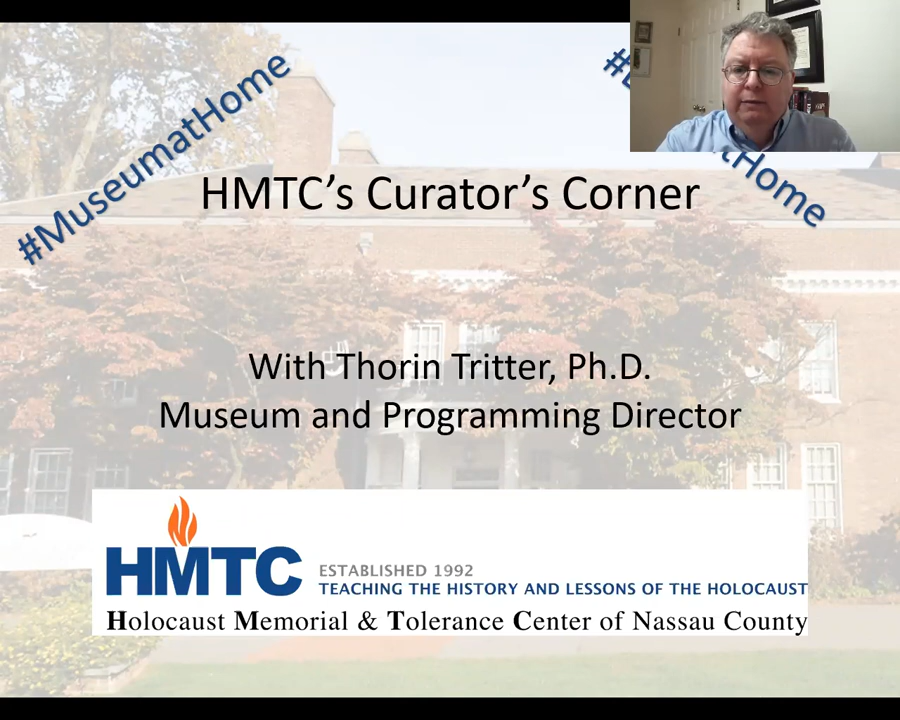 #MuseumatHome
HMTC’s Curator’s Corner
With Thorin Tritter, Ph.D.
Museum and Programming Director
HMTC
ESTABLISHED 1992
TEACHING THE HISTORY AND LESSONS OF THE HOLOCAUST
Holocaust Memorial & Tolerance Center of Nassau County